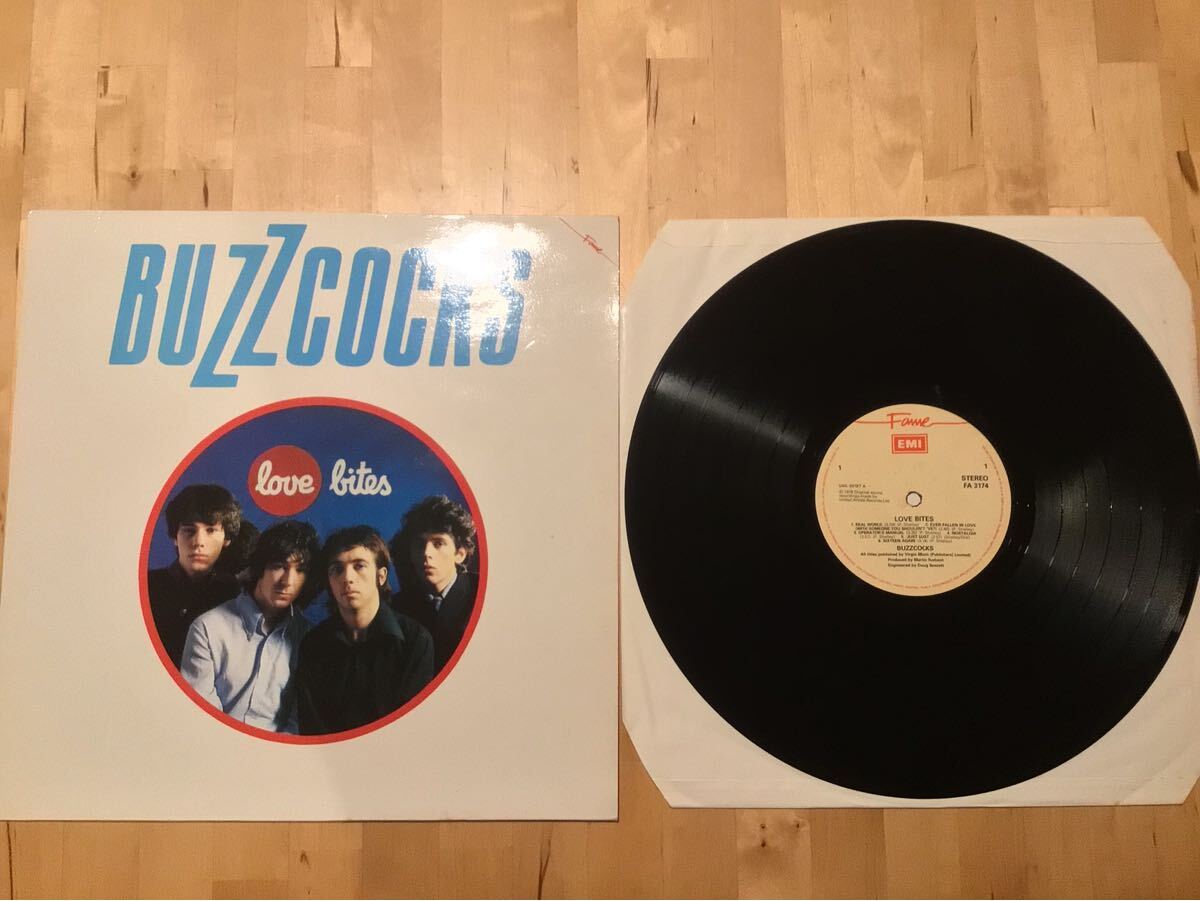 BUZZCOCKS
Fame
love bites
Fame
EMI
1
1
STEREO
FA 3174
LOVE BITES
1. REAL WORLD
2. EVER FALLEN IN LOVE
(WITH SOMEONE YOU SHOULDN'T'VE?)
3. OPERATOR'S MANUAL
4. NOSTALGIA
5. JUST LUST
6. SIXTEEN AGAIN
BUZZCOCKS
All titles published by Virgin Music (Publishers) Limited
Produced by Martin Rushent
Engineered by Doug Bennett